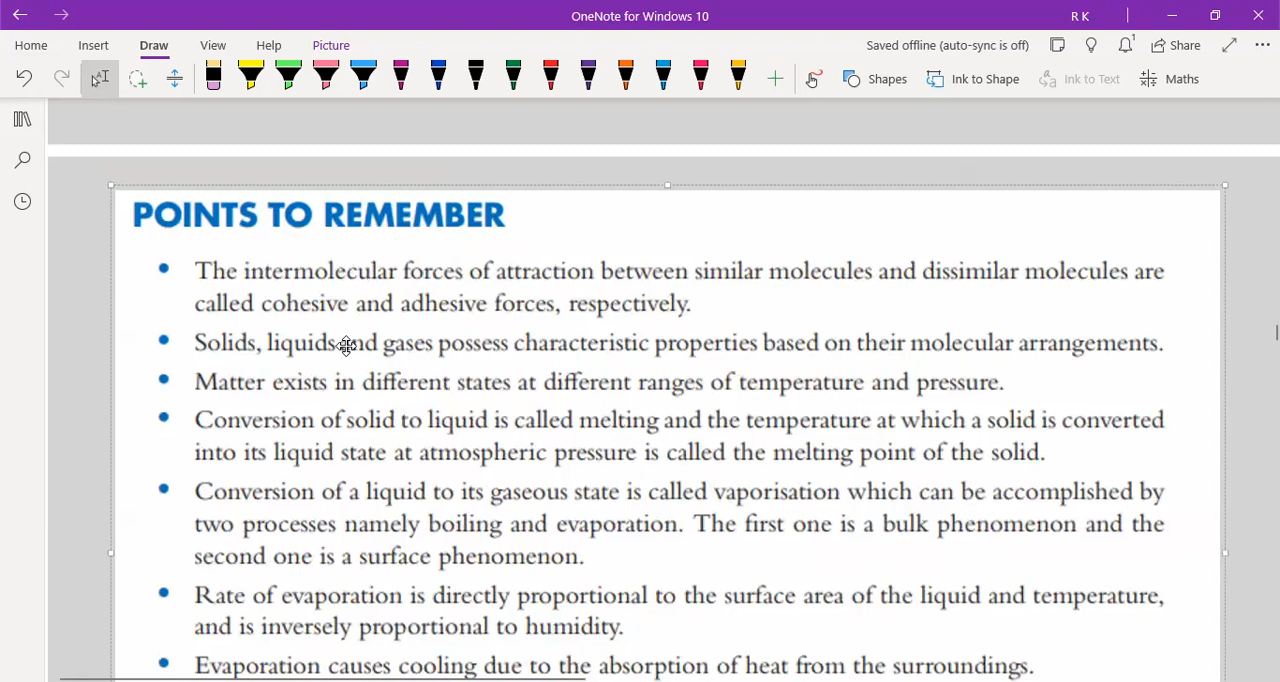 OneNote for Windows 10
R K
Home Insert Draw View Help Picture
Saved offline (auto-sync is off)
1
Share
Shapes
Ink to Shape
Ink to Text
Maths
POINTS TO REMEMBER
• The intermolecular forces of attraction between similar molecules and dissimilar molecules are
called cohesive and adhesive forces, respectively.
• Solids, liquids and gases possess characteristic properties based on their molecular arrangements.
• Matter exists in different states at different ranges of temperature and pressure.
• Conversion of solid to liquid is called melting and the temperature at which a solid is converted
into its liquid state at atmospheric pressure is called the melting point of the solid.
• Conversion of a liquid to its gaseous state is called vaporisation which can be accomplished by
two processes namely boiling and evaporation. The first one is a bulk phenomenon and the
second one is a surface phenomenon.
• Rate of evaporation is directly proportional to the surface area of the liquid and temperature,
and is inversely proportional to humidity.
• Evaporation causes cooling due to the absorption of heat from the surroundings.